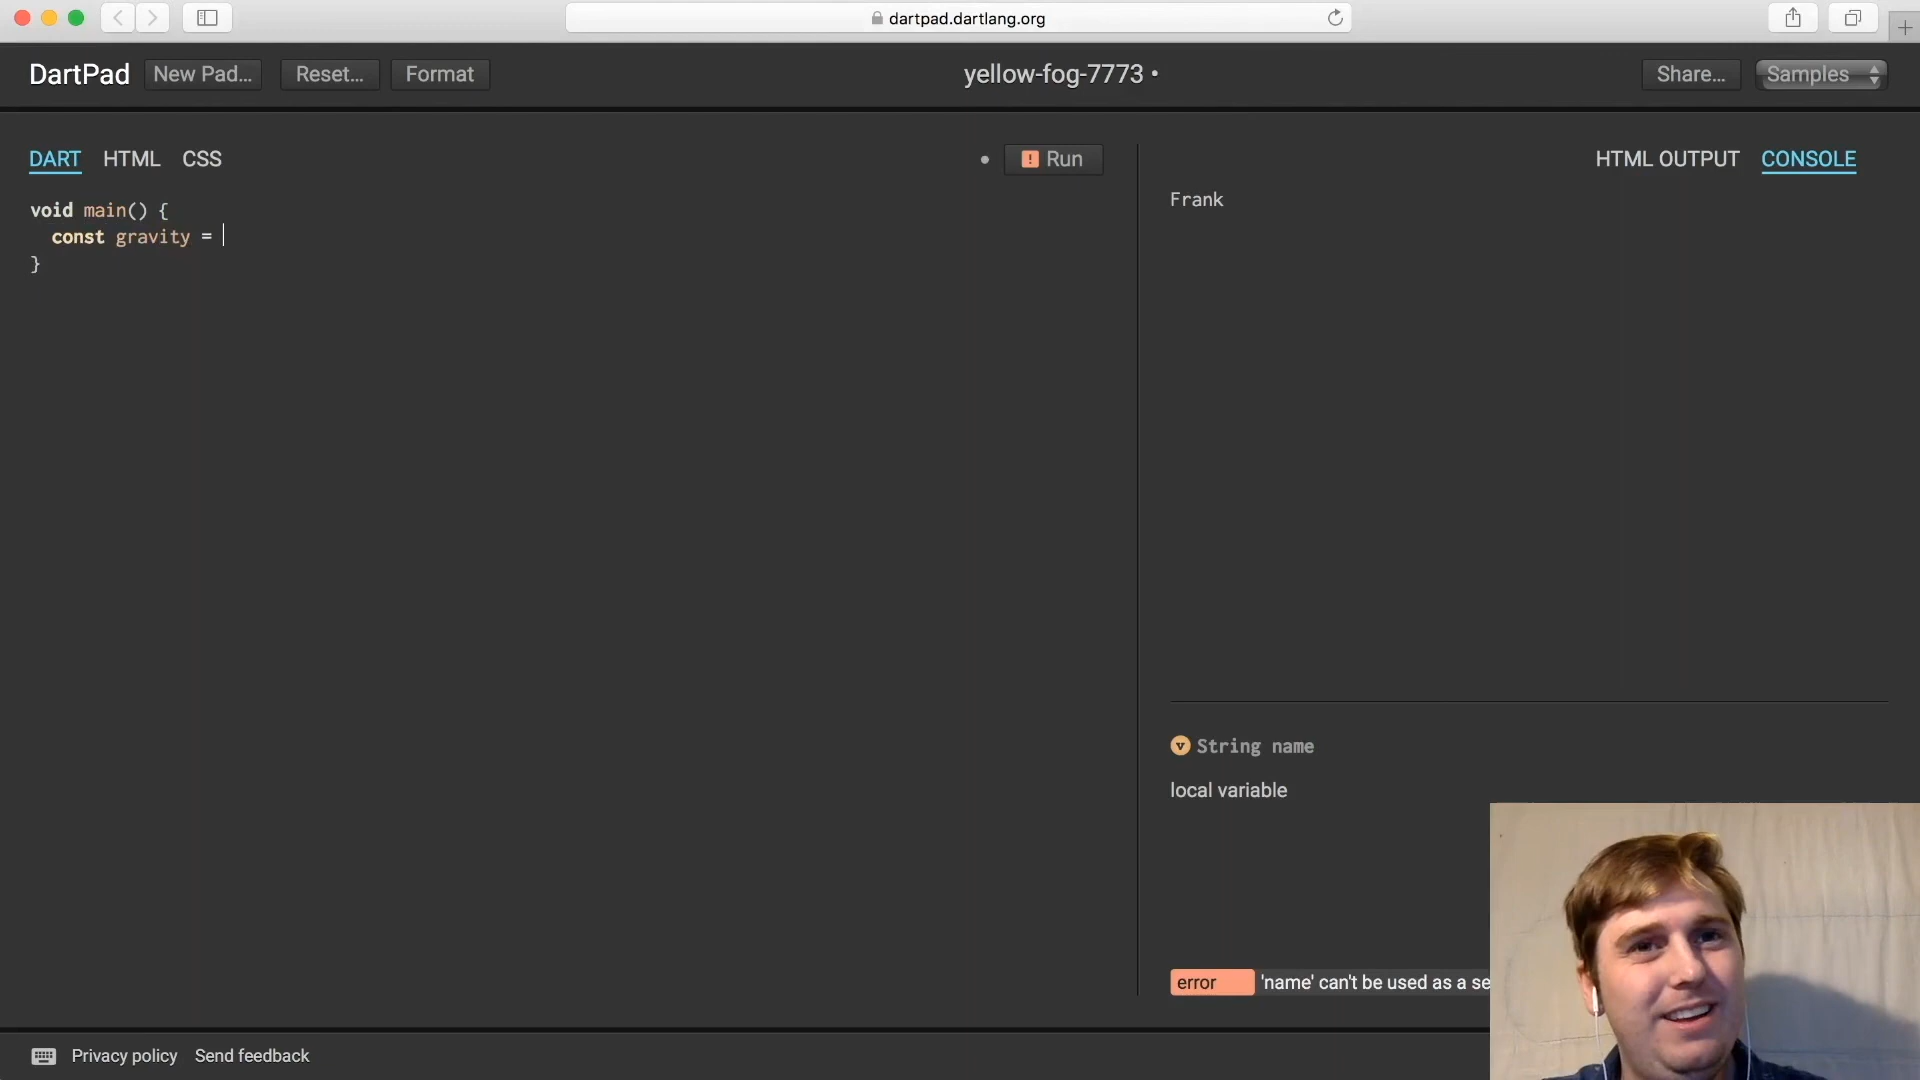 dartpad.dartlang.org
DartPad New Pad... Reset... Format yellow-fog-7773 • Share... Samples
DART HTML CSS Run HTML OUTPUT CONSOLE
void main() {
const gravity =
}
Frank
v String name
local variable
error 'name' can't be used as a se
Privacy policy Send feedback